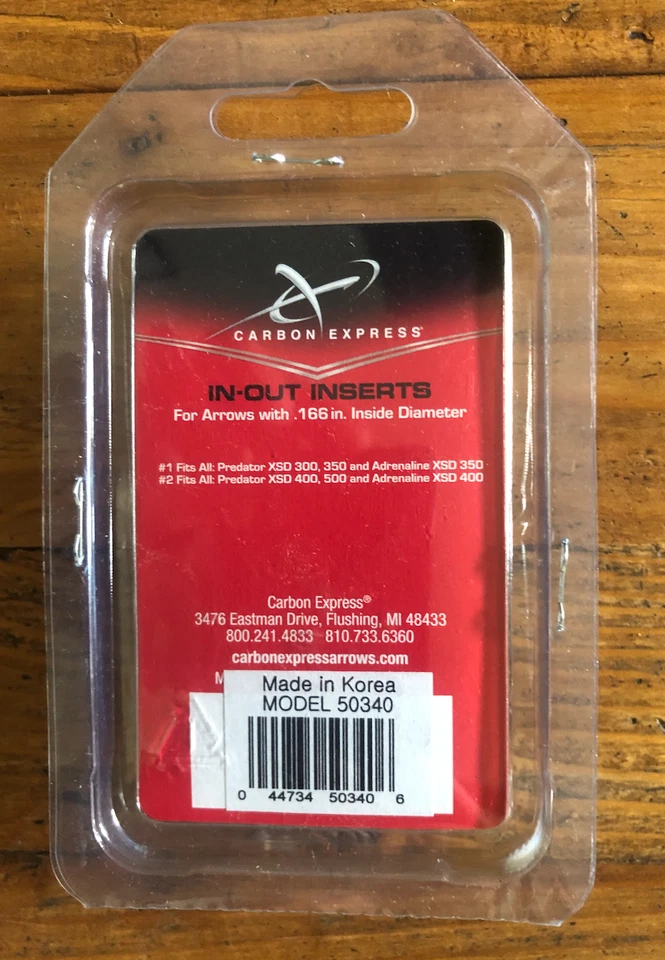 CARBON EXPRESS®
IN-OUT INSERTS
For Arrows with .166 in. Inside Diameter
#1 Fits All: Predator XSD 300, 350 and Adrenaline XSD 350
#2 Fits All: Predator XSD 400, 500 and Adrenaline XSD 400
Carbon Express®
3476 Eastman Drive, Flushing, MI 48433
800.241.4833 810.733.6360
carbonexpressarrows.com
M
Made in Korea
MODEL 50340
0 44734 50340 6